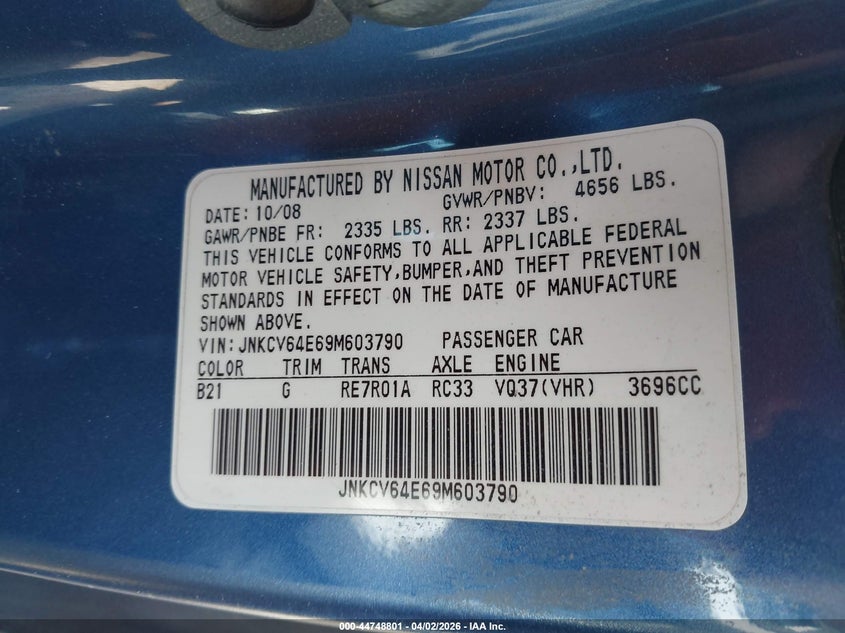 MANUFACTURED BY NISSAN MOTOR CO.,LTD.
DATE: 10/08 GVWR/PNBV: 4656 LBS.
GAWR/PNBE FR: 2335 LBS. RR: 2337 LBS.
THIS VEHICLE CONFORMS TO ALL APPLICABLE FEDERAL
MOTOR VEHICLE SAFETY,BUMPER,AND THEFT PREVENTION
STANDARDS IN EFFECT ON THE DATE OF MANUFACTURE
SHOWN ABOVE.
VIN:JNKCV64E69M603790 PASSENGER CAR
COLOR TRIM TRANS AXLE ENGINE
B21 G RE7R01A RC33 VQ37(VHR) 3696CC
JNKCV64E69M603790
000-44748801 - 04/02/2026 - IAA Inc.